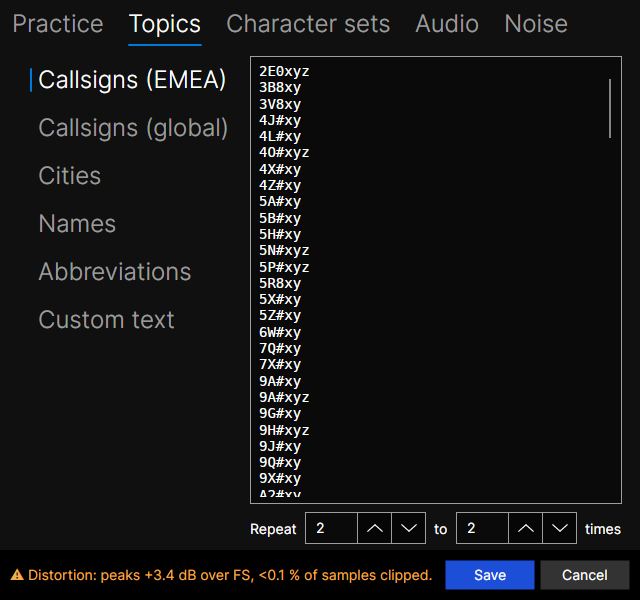 Practice Topics Character sets Audio Noise
Callsigns (EMEA)
Callsigns (global)
Cities
Names
Abbreviations
Custom text
2E0xyz
3B8xy
3V8xy
4J#xy
4L#xy
4O#xyz
4X#xy
4Z#xy
5A#xy
5B#xy
5H#xy
5N#xyz
5P#xyz
5R8xy
5X#xy
5Z#xy
6W#xy
7Q#xy
7X#xy
9A#xy
9A#xyz
9G#xy
9H#xyz
9J#xy
9Q#xy
9X#xy
A2#xy
Repeat 2 to 2 times
Distortion: peaks +3.4 dB over FS, <0.1 % of samples clipped. Save Cancel